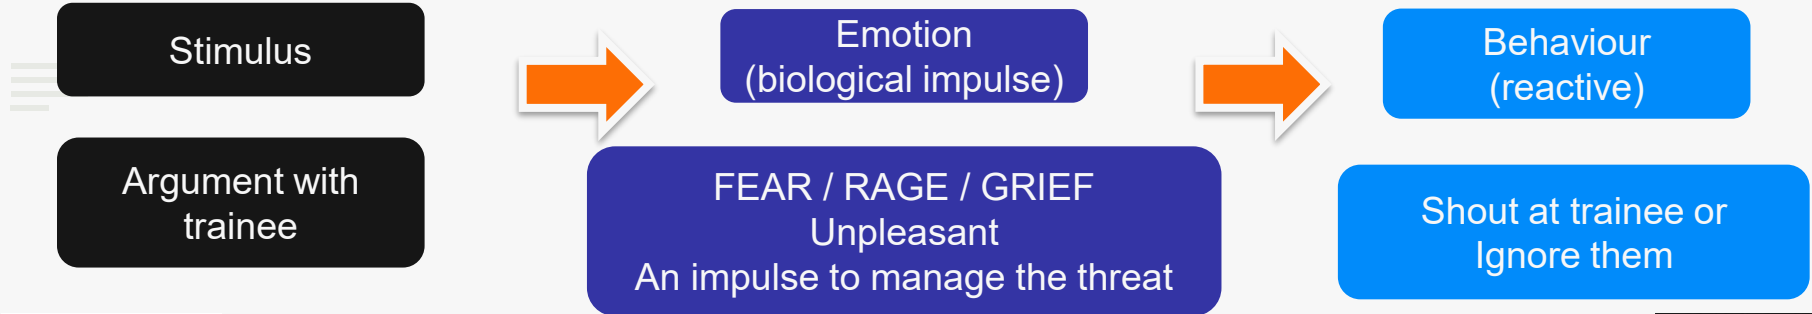 Stimulus
Emotion
(biological impulse)
Behaviour
(reactive)
Argument with
trainee
FEAR / RAGE / GRIEF
Unpleasant
An impulse to manage the threat
Shout at trainee or
Ignore them